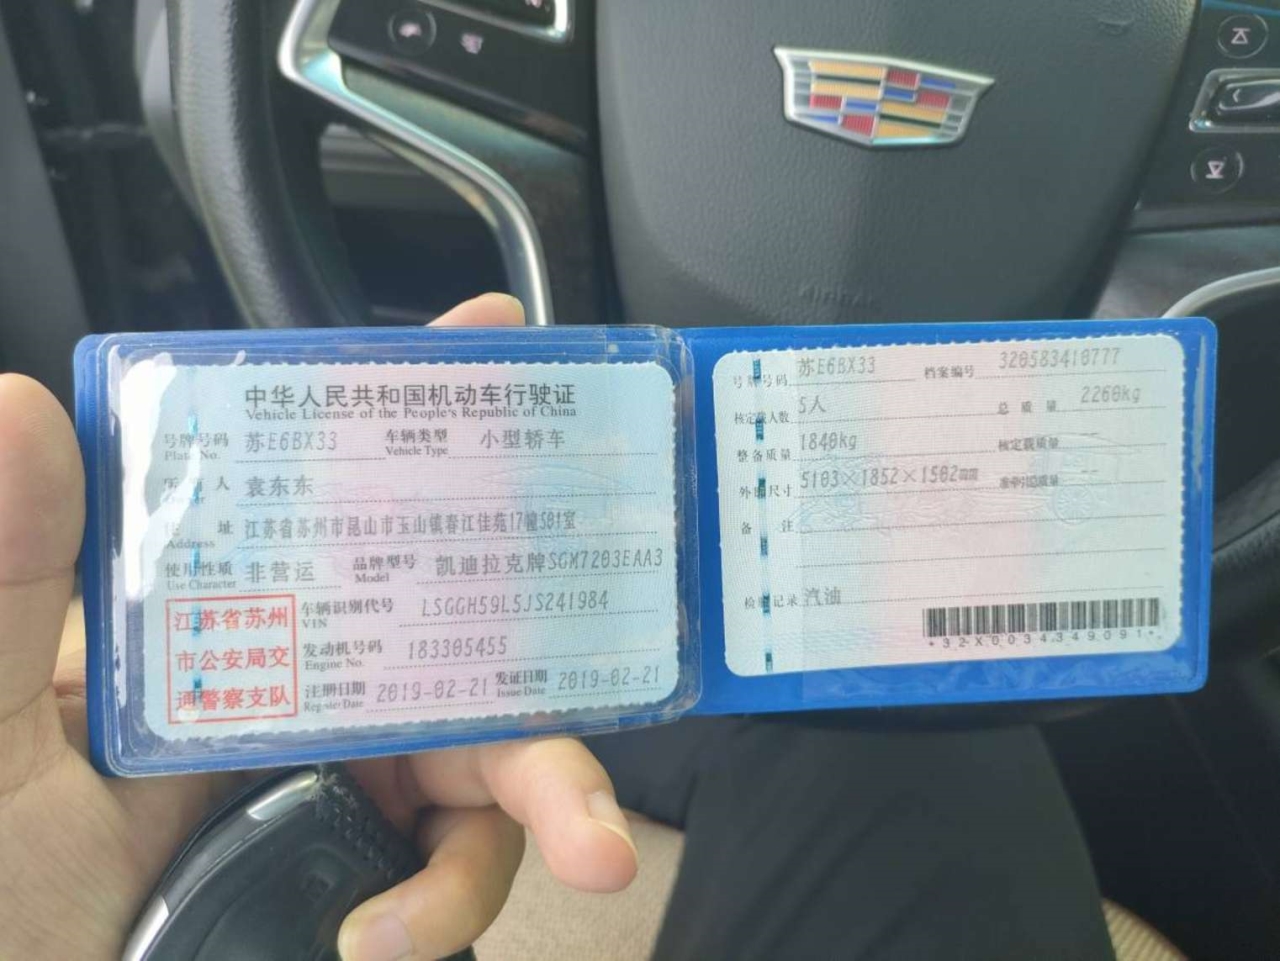 中华人民共和国机动车行驶证
Vehicle License of the People's Republic of China
号牌号码 苏E6BX33 车辆类型 小型轿车
Plate No. Vehicle Type
所有人 袁东东
住址 江苏省苏州市昆山市玉山镇春江佳苑17幢501室
Address
使用性质 非营运 品牌型号 凯迪拉克牌SGM7203EAA3
Use Character Model
江苏省苏州
市公安局交
通警察支队
车辆识别代号 LSGGH59L5JS241984
VIN
发动机号码 183305455
Engine No.
注册日期 2019-02-21 发证日期 2019-02-21
Register Date Issue Date
号牌号码 苏E6BX33 档案编号 320583410777
核定载人数 5人 总质量 2260kg
整备质量 1840kg 核定载质量 --
外廓尺寸 5103×1852×1502mm 准牵引总质量 --
备注
检验记录 汽油
*32X0034349091*